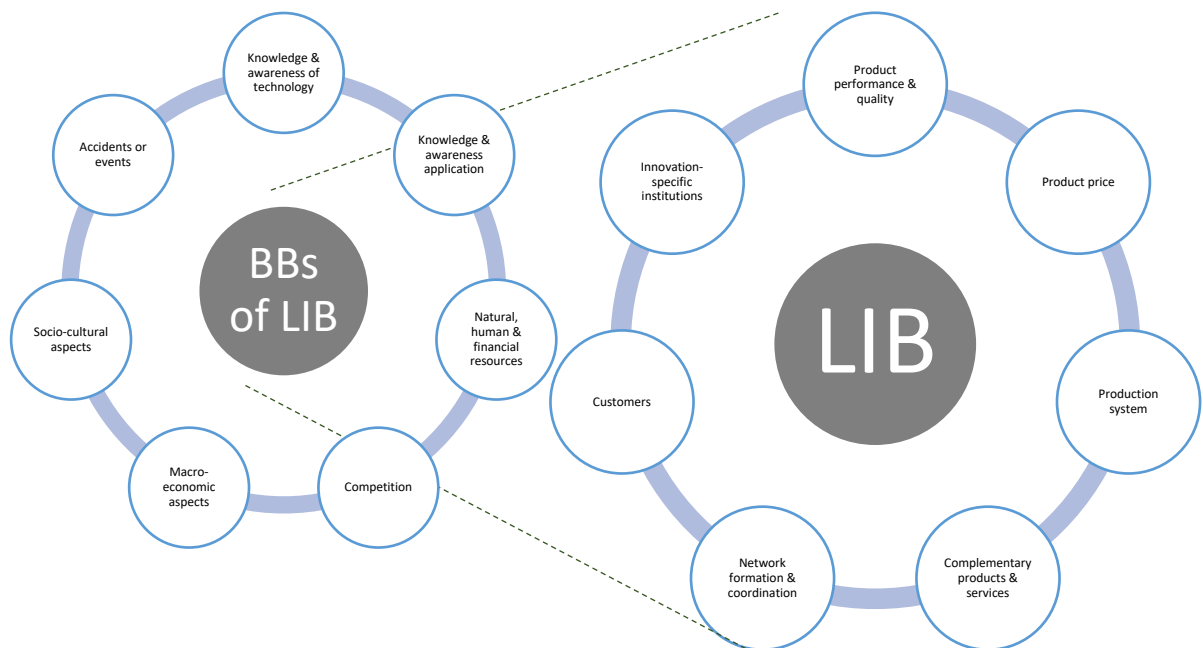 Knowledge &
awareness of
technology
Knowledge &
awareness
application
Natural,
human &
financial
resources
Competition
Macro-
economic
aspects
Socio-cultural
aspects
Accidents or
events
BBs
of LIB
Product
performance &
quality
Product price
Production
system
Complementary
products &
services
Network
formation &
coordination
Customers
Innovation-
specific
institutions
LIB